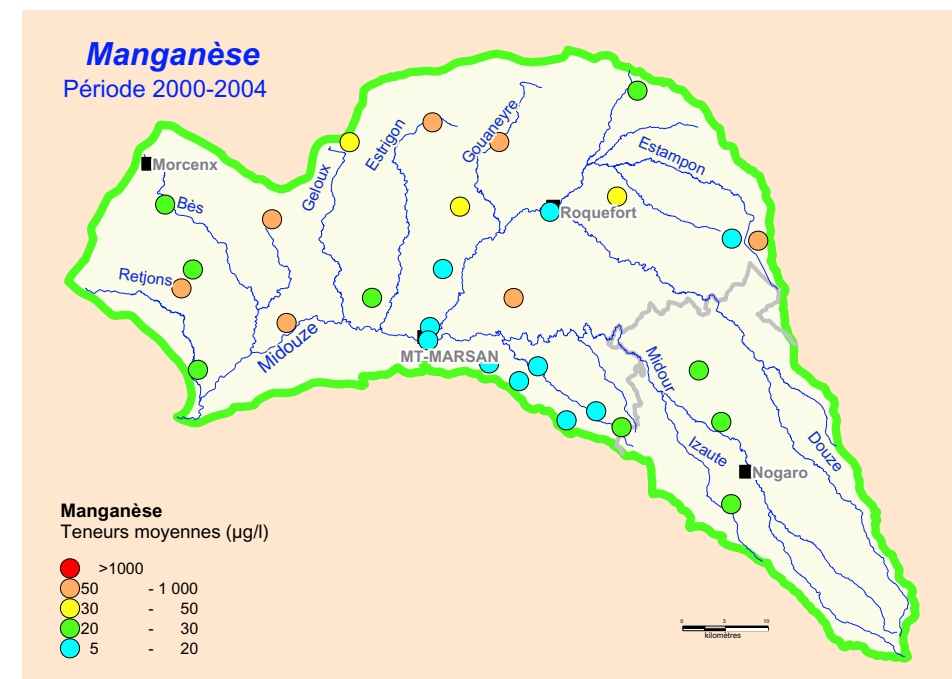 Manganèse
Période 2000-2004
Gouaneyre
Estrigon
Estampon
Morcenx
Geloux
Bès
Roquefort
Retjons
Midouze
MT-MARSAN
Midour
Izaute
Douze
Nogaro
Manganèse
Teneurs moyennes (µg/l)
>1000
50 - 1 000
30 - 50
20 - 30
5 - 20
0 5 10
kilomètres